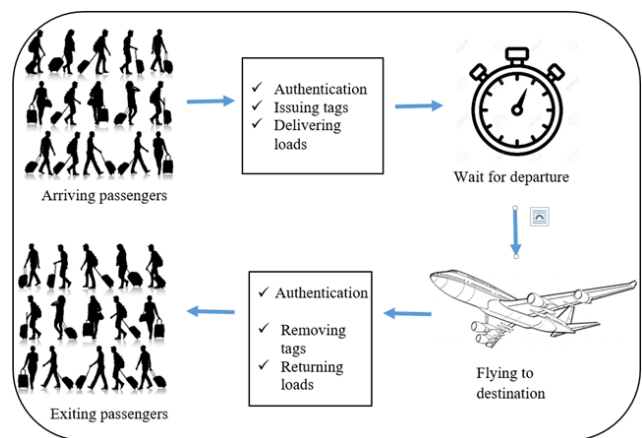 ✓ Authentication
✓ Issuing tags
✓ Delivering
loads
Arriving passengers
Wait for departure
✓ Authentication
✓ Removing
tags
✓ Returning
loads
Flying to
destination
Exiting passengers